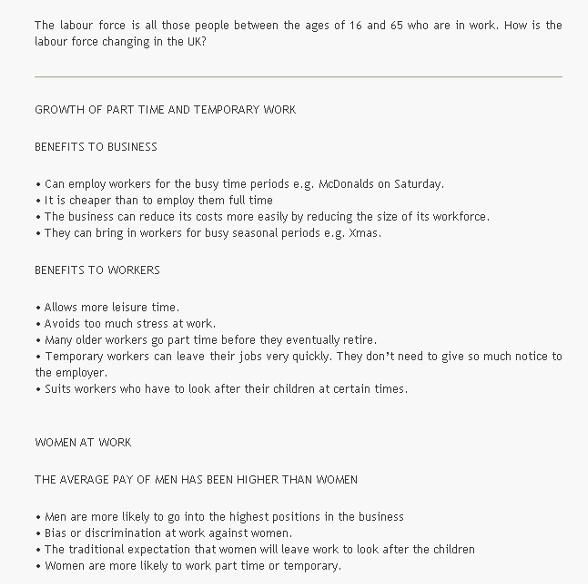 The labour force is all those people between the ages of 16 and 65 who are in work. How is the
labour force changing in the UK?
GROWTH OF PART TIME AND TEMPORARY WORK
BENEFITS TO BUSINESS
• Can employ workers for the busy time periods e.g. McDonalds on Saturday.
• It is cheaper than to employ them full time
• The business can reduce its costs more easily by reducing the size of its workforce.
• They can bring in workers for busy seasonal periods e.g. Xmas.
BENEFITS TO WORKERS
• Allows more leisure time.
• Avoids too much stress at work.
• Many older workers go part time before they eventually retire.
• Temporary workers can leave their jobs very quickly. They don't need to give so much notice to
the employer.
• Suits workers who have to look after their children at certain times.
WOMEN AT WORK
THE AVERAGE PAY OF MEN HAS BEEN HIGHER THAN WOMEN
• Men are more likely to go into the highest positions in the business
• Bias or discrimination at work against women.
• The traditional expectation that women will leave work to look after the children
• Women are more likely to work part time or temporary.